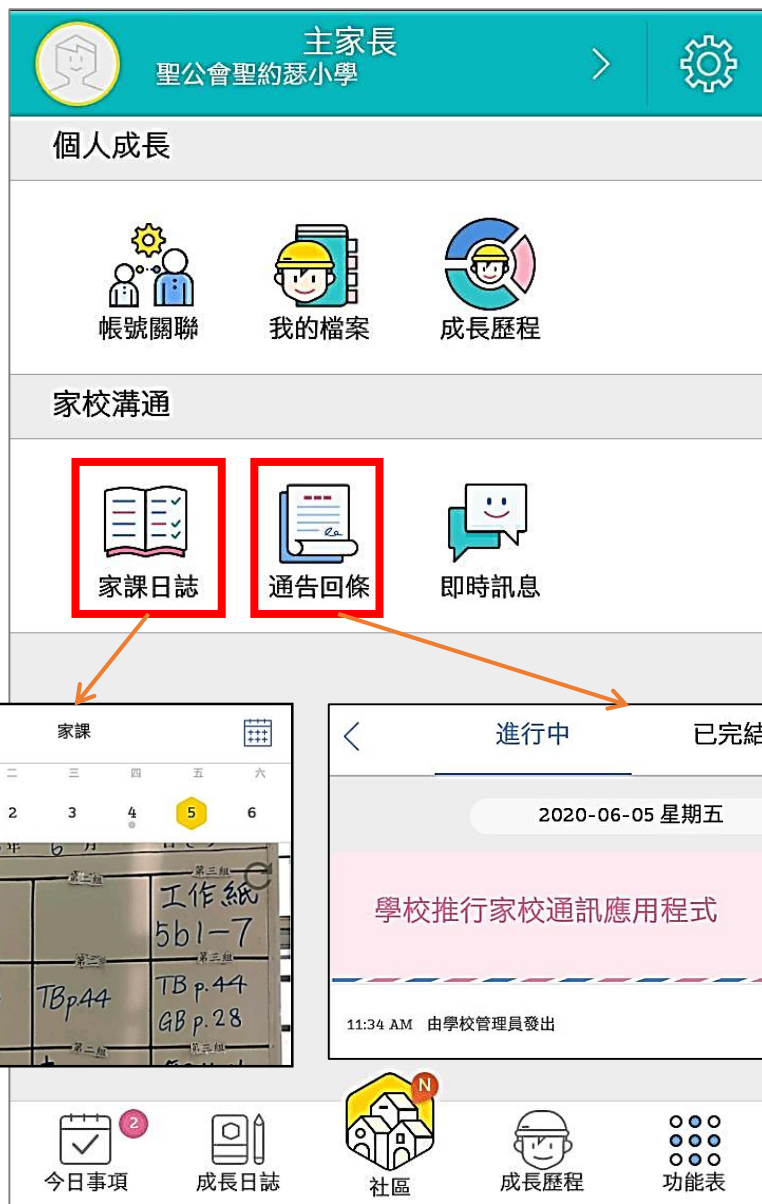 主家長
聖公會聖約瑟小學
個人成長
帳號關聯
我的檔案
成長歷程
家校溝通
家課日誌
通告回條
即時訊息
家課
二 三 四 五 六
2 3 4 5 6
年 6 月
第二組 第三組
工作紙
5b1-7
第二組 第三組
TBp.44
TB p.44
GB p.28
第二組 第三組
進行中
已完結
2020-06-05 星期五
學校推行家校通訊應用程式
11:34 AM 由學校管理員發出
N
2
今日事項
成長日誌
社區
成長歷程
功能表